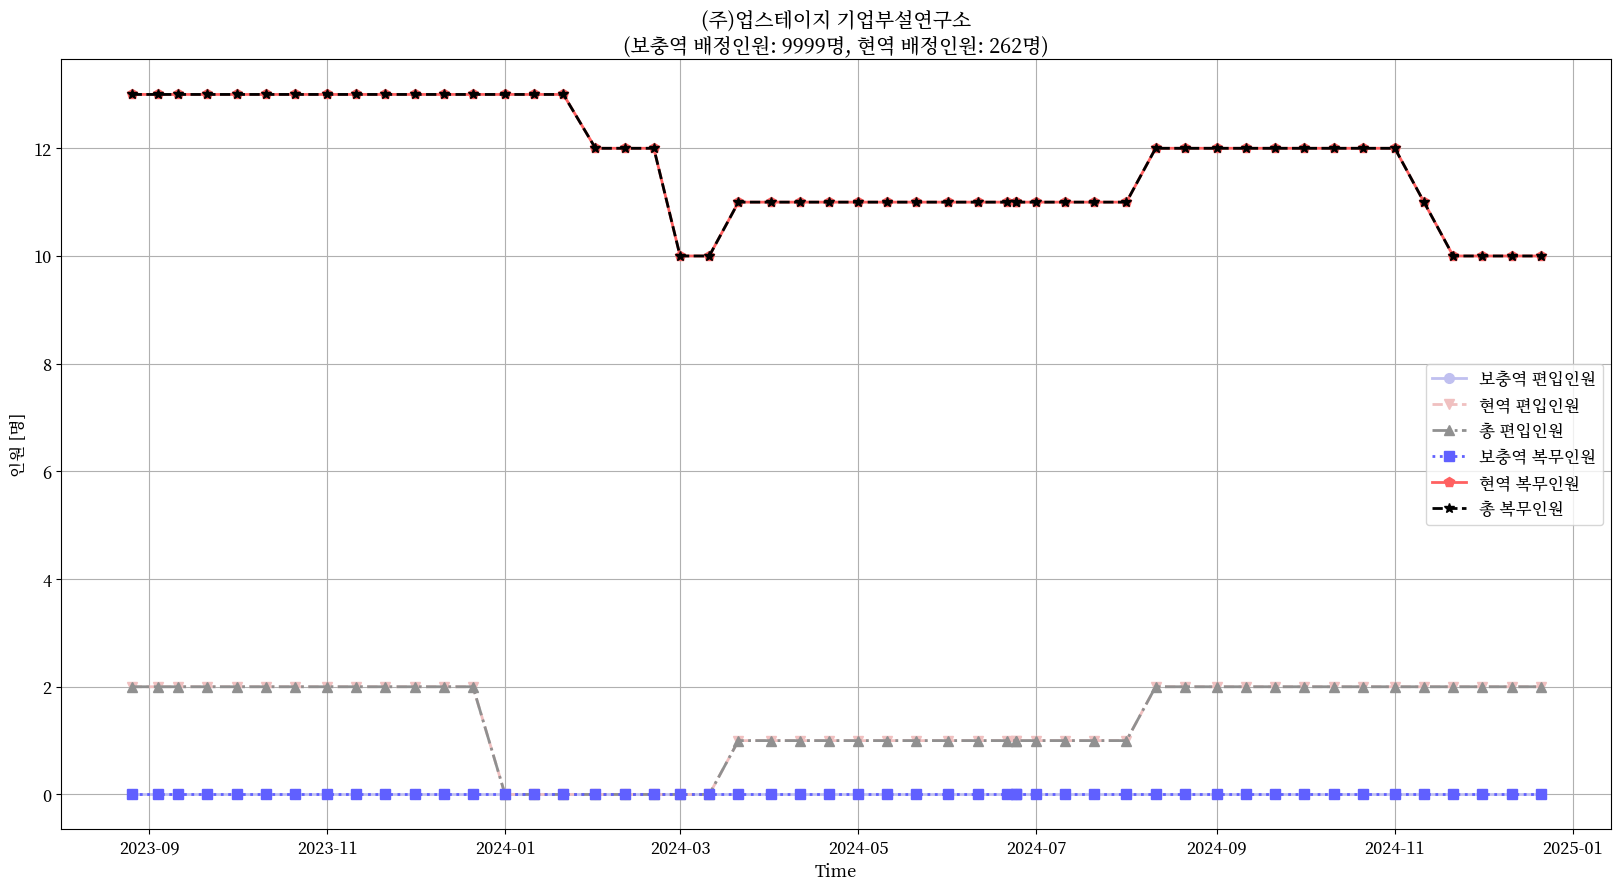 (주)업스테이지 기업부설연구소
(보충역 배정인원: 9999명, 현역 배정인원: 262명)
인원 [명]
12
10
8
6
4
2
0
보충역 편입인원
현역 편입인원
총 편입인원
보충역 복무인원
현역 복무인원
총 복무인원
2023-09
2023-11
2024-01
2024-03
2024-05
2024-07
2024-09
2024-11
2025-01
Time